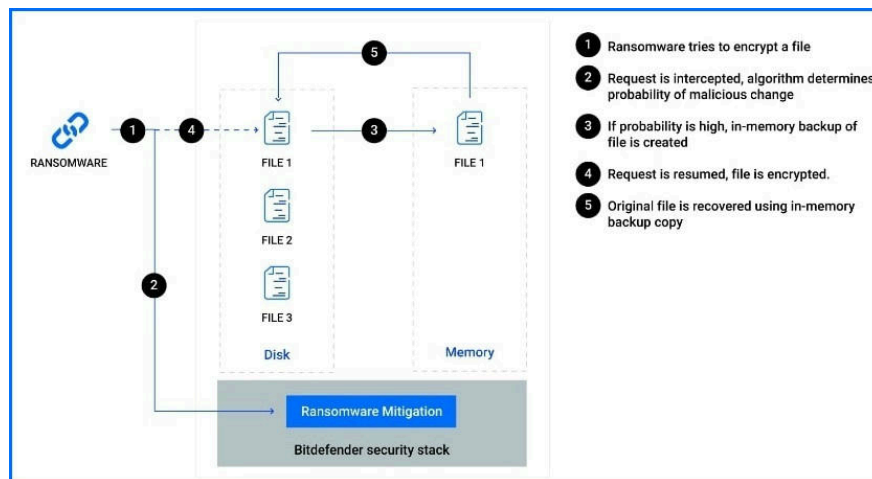 5
1
4
3
RANSOMWARE
FILE 1
FILE 1
FILE 2
2
FILE 3
Disk
Memory
Ransomware Mitigation
Bitdefender security stack
1 Ransomware tries to encrypt a file
2 Request is intercepted, algorithm determines
probability of malicious change
3 If probability is high, in-memory backup of
file is created
4 Request is resumed, file is encrypted.
5 Original file is recovered using in-memory
backup copy